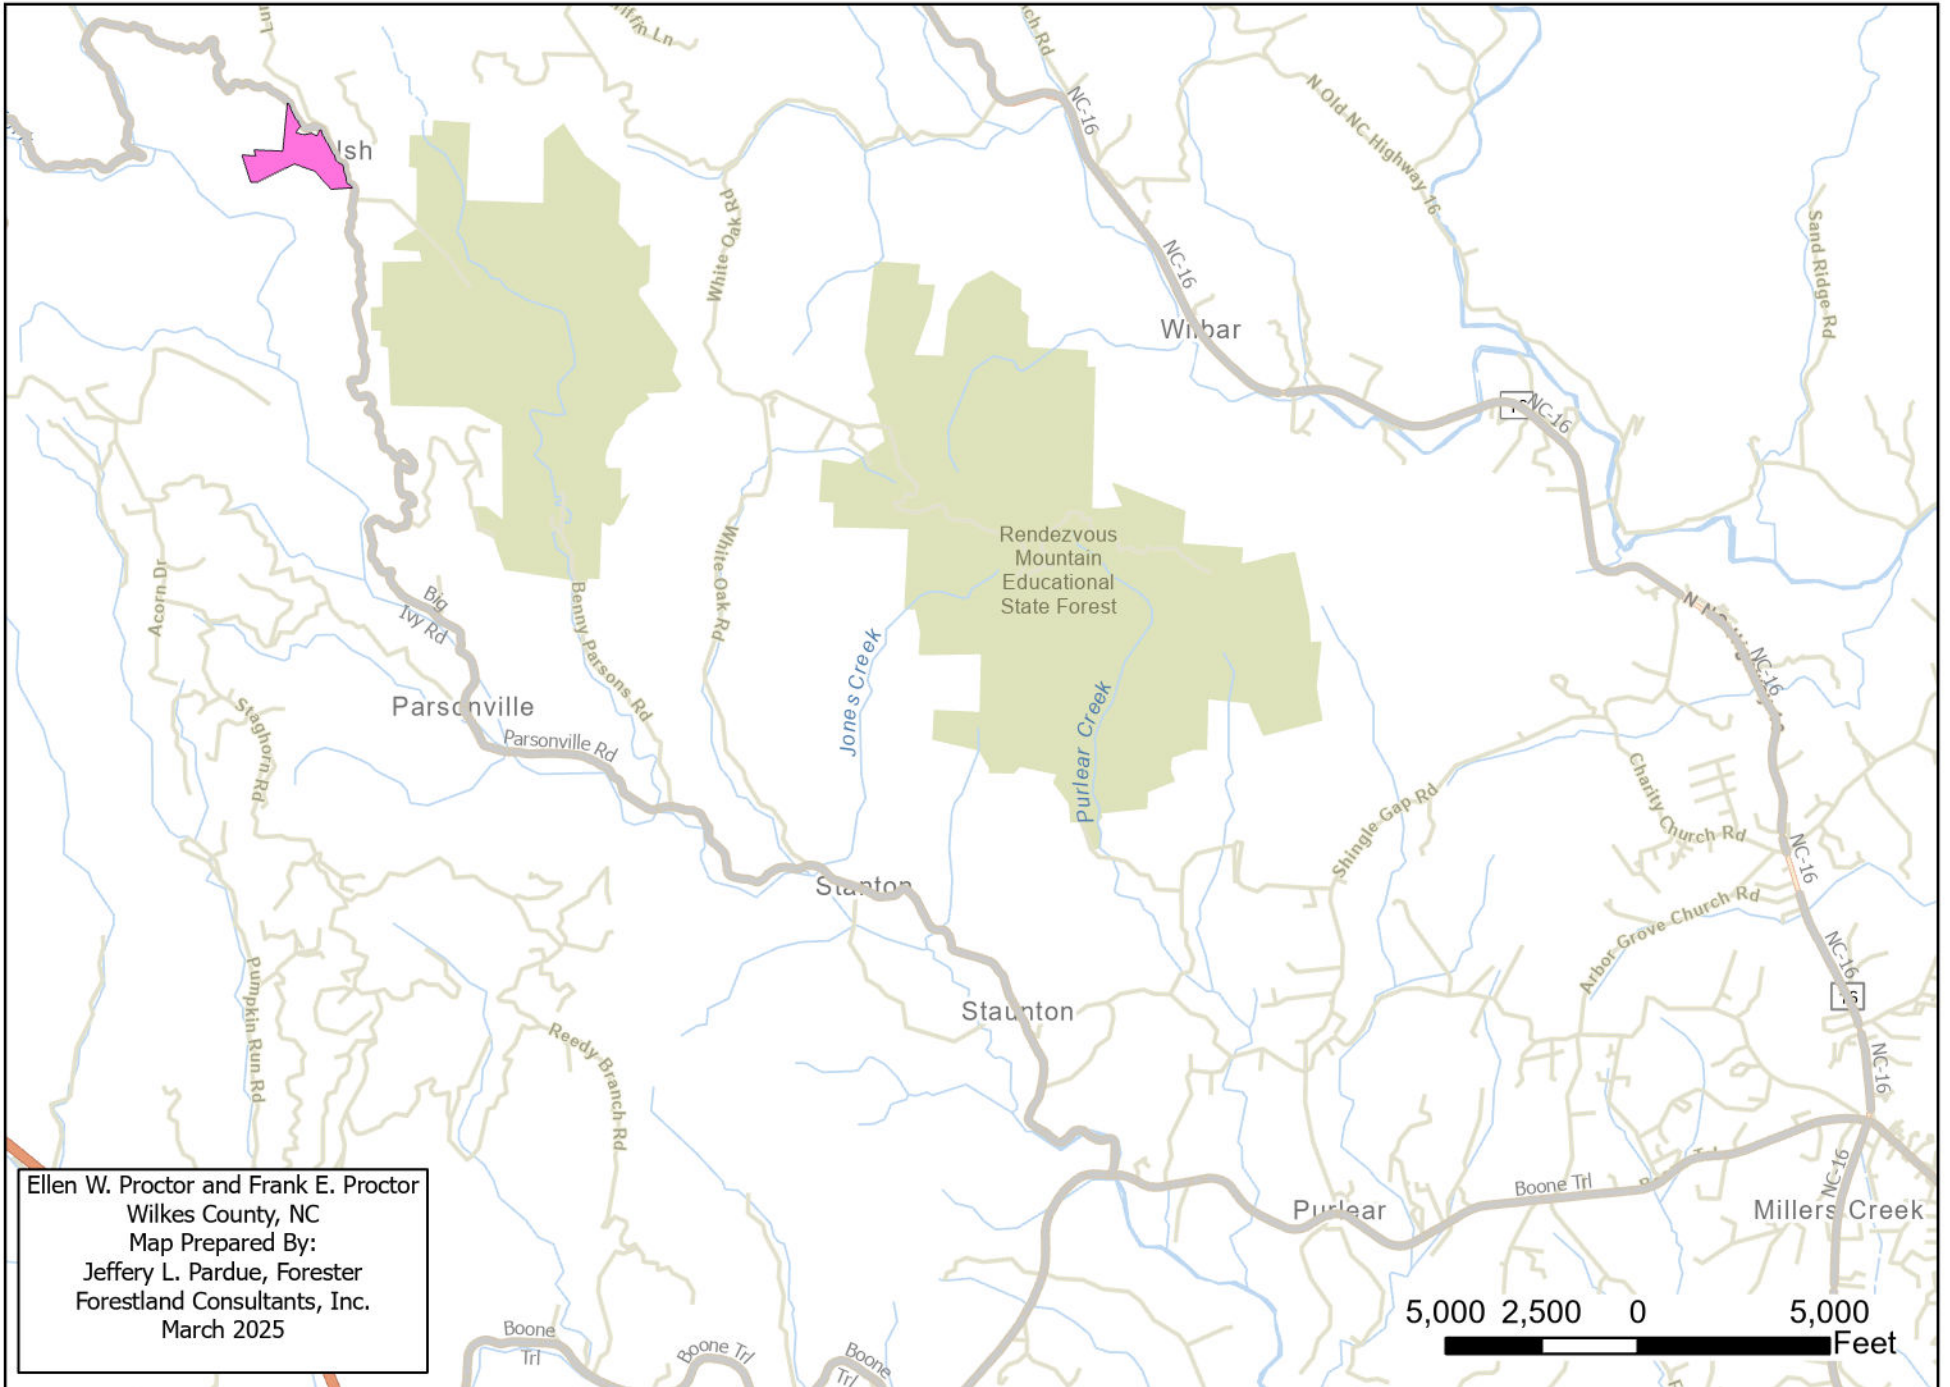 Griffin Ln
NC-16
N Old NC Highway 16
Ish
White Oak Rd
Sand Ridge Rd
NC-16
Wilbar
NC-16
Rendezvous
Mountain
Educational
State Forest
White Oak Rd
Acorn Dr
Big
Ivy Rd
Benny Parsons Rd
Jones Creek
NC-16
Parsonville
Parsonville Rd
Staghorn Rd
Purlear Creek
Shingle Gap Rd
Charity Church Rd
NC-16
Stanton
Arbor Grove Church Rd
NC-16
16
Pumpkin Run Rd
Staunton
Reedy Branch Rd
NC-16
Boone Trl
NC-16
Purlear
Millers Creek
Ellen W. Proctor and Frank E. Proctor
Wilkes County, NC
Map Prepared By:
Jeffery L. Pardue, Forester
Forestland Consultants, Inc.
March 2025
Boone
Trl
Boone Trl
Boone
Trl
5,000 2,500 0 5,000
Feet